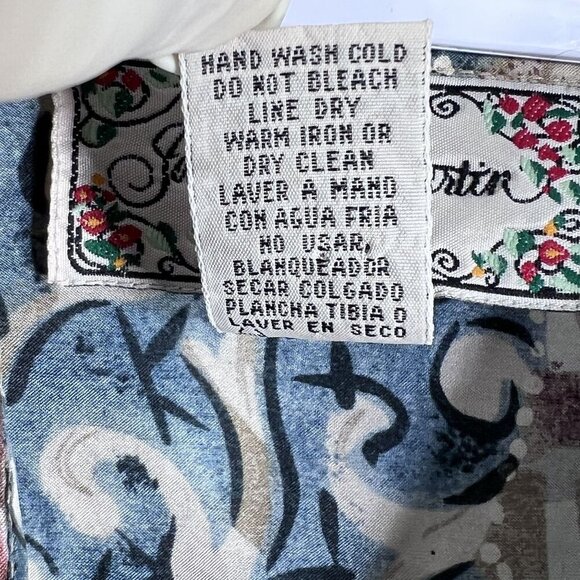 HAND WASH COLD
DO NOT BLEACH
LINE DRY
WARM IRON OR
DRY CLEAN
LAVER A MANO
CON AGUA FRIA
NO USAR,
BLANQUEADOR
SECAR COLGADO
PLANCHA TIBIA O
LAVER EN SECO